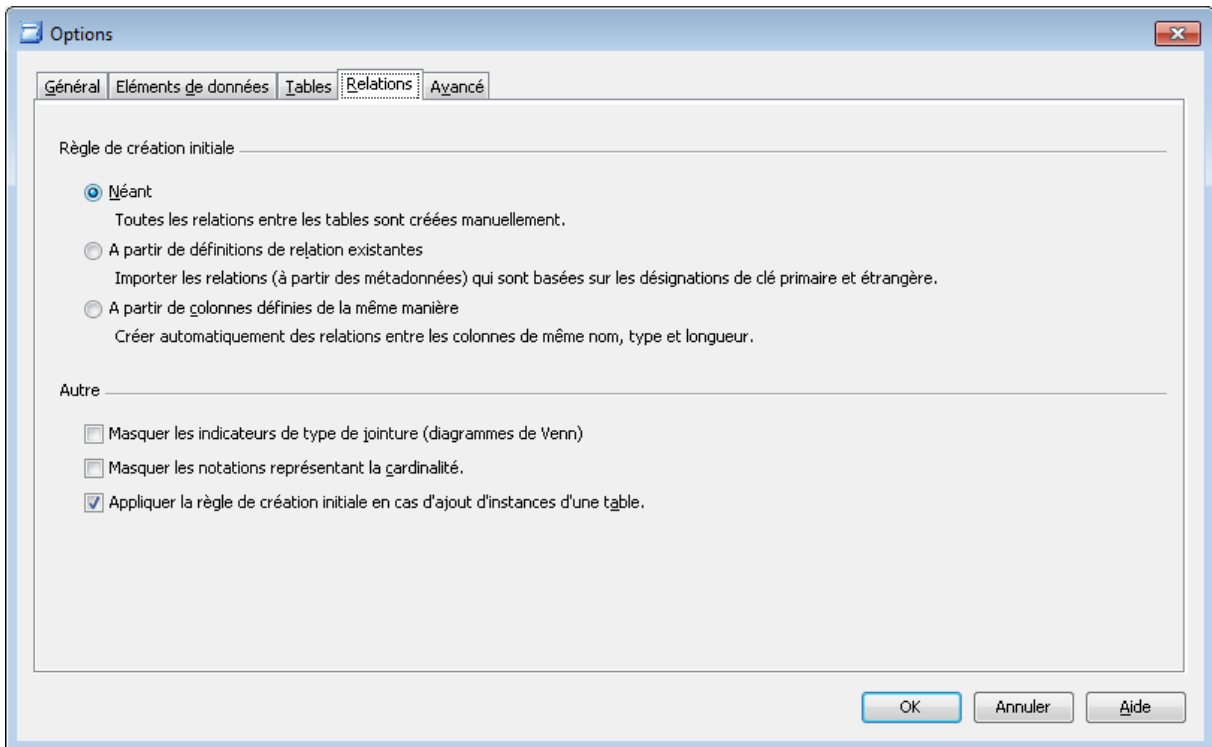 Options
Général Eléments de données Tables Relations Avancé
Règle de création initiale
Néant
Toutes les relations entre les tables sont créées manuellement.
A partir de définitions de relation existantes
Importer les relations (à partir des métadonnées) qui sont basées sur les désignations de clé primaire et étrangère.
A partir de colonnes définies de la même manière
Créer automatiquement des relations entre les colonnes de même nom, type et longueur.
Autre
Masquer les indicateurs de type de jointure (diagrammes de Venn)
Masquer les notations représentant la cardinalité.
Appliquer la règle de création initiale en cas d'ajout d'instances d'une table.
OK Annuler Aide